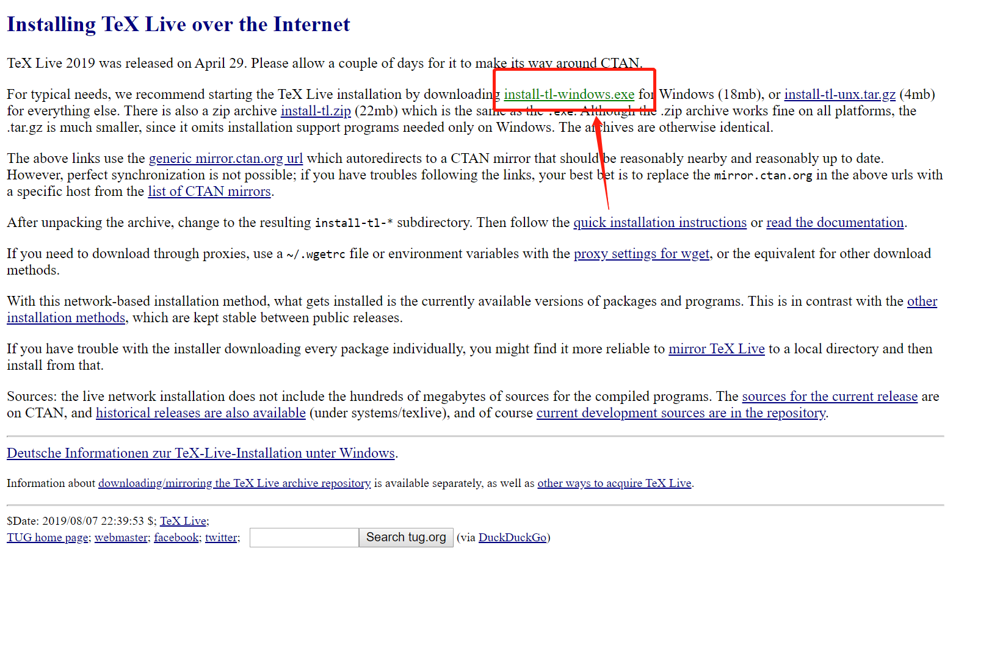 Installing TeX Live over the Internet
TeX Live 2019 was released on April 29. Please allow a couple of days for it to make its way around CTAN.
For typical needs, we recommend starting the TeX Live installation by downloading install-tl-windows.exe for Windows (18mb), or install-tl-unx.tar.gz (4mb)
for everything else. There is also a zip archive install-tl.zip (22mb) which is the same as the .exe. Although the .zip archive works fine on all platforms, the
.tar.gz is much smaller, since it omits installation support programs needed only on Windows. The archives are otherwise identical.
The above links use the generic mirror.ctan.org url which autoredirects to a CTAN mirror that should be reasonably nearby and reasonably up to date.
However, perfect synchronization is not possible; if you have troubles following the links, your best bet is to replace the mirror.ctan.org in the above urls with
a specific host from the list of CTAN mirrors.
After unpacking the archive, change to the resulting install-tl-* subdirectory. Then follow the quick installation instructions or read the documentation.
If you need to download through proxies, use a ~/.wgetrc file or environment variables with the proxy settings for wget, or the equivalent for other download
methods.
With this network-based installation method, what gets installed is the currently available versions of packages and programs. This is in contrast with the other
installation methods, which are kept stable between public releases.
If you have trouble with the installer downloading every package individually, you might find it more reliable to mirror TeX Live to a local directory and then
install from that.
Sources: the live network installation does not include the hundreds of megabytes of sources for the compiled programs. The sources for the current release are
on CTAN, and historical releases are also available (under systems/texlive), and of course current development sources are in the repository.
Deutsche Informationen zur TeX-Live-Installation unter Windows.
Information about downloading/mirroring the TeX Live archive repository is available separately, as well as other ways to acquire TeX Live.
$Date: 2019/08/07 22:39:53 $; TeX Live;
TUG home page; webmaster; facebook; twitter; Search tug.org (via DuckDuckGo)